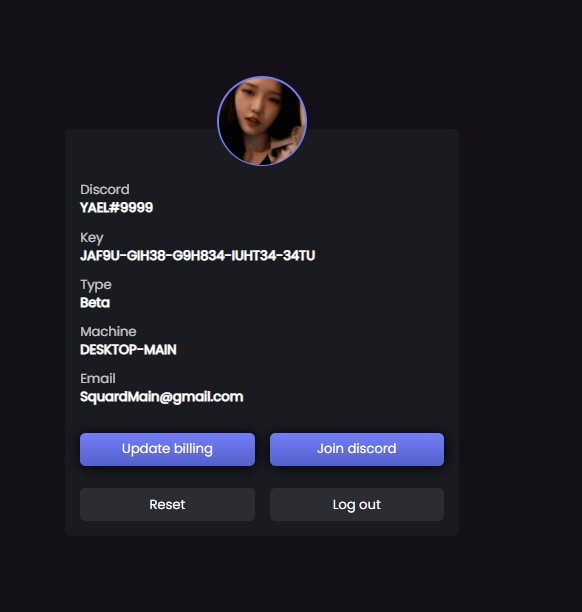 Discord
YAEL#9999
Key
JAF9U-GIH38-G9H834-IUHT34-34TU
Type
Beta
Machine
DESKTOP-MAIN
Email
SquardMain@gmail.com
Update billing
Join discord
Reset
Log out